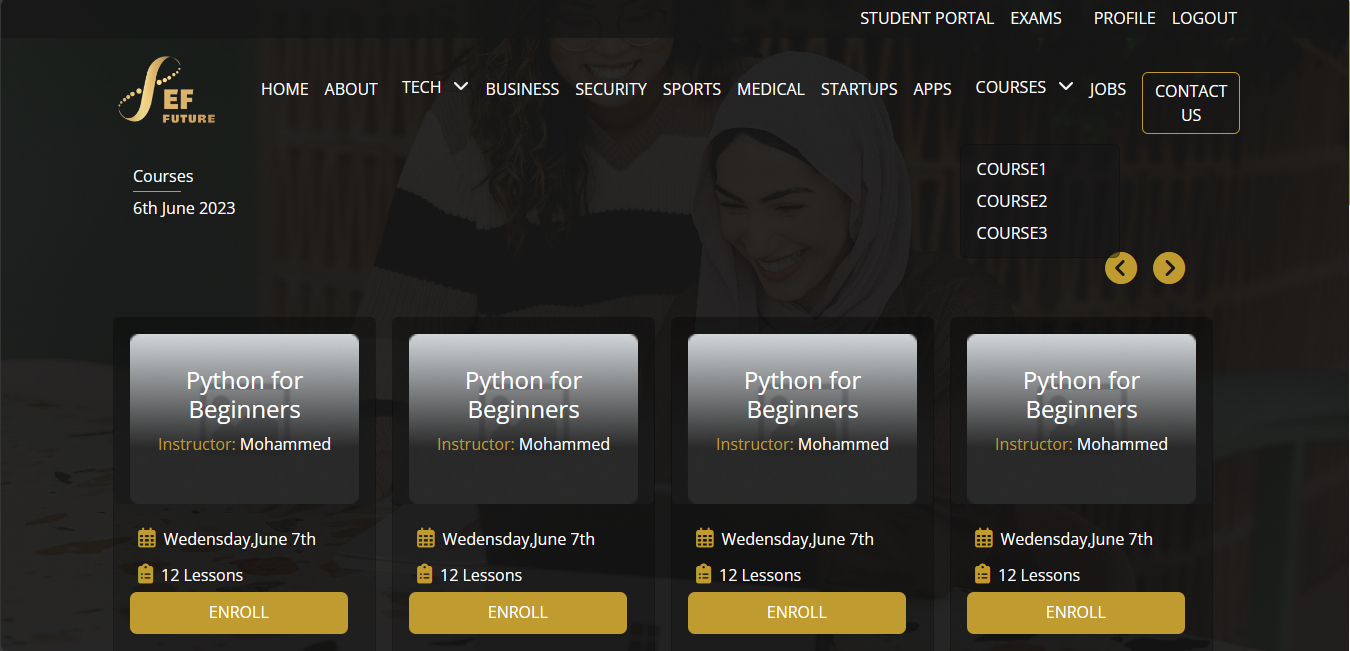 STUDENT PORTAL EXAMS PROFILE LOGOUT
EF
FUTURE
HOME ABOUT TECH BUSINESS SECURITY SPORTS MEDICAL STARTUPS APPS COURSES JOBS
CONTACT
US
COURSE1
COURSE2
COURSE3
Courses
6th June 2023
Python for
Beginners
Instructor: Mohammed
Wedensday,June 7th
12 Lessons
ENROLL
Python for
Beginners
Instructor: Mohammed
Wedensday,June 7th
12 Lessons
ENROLL
Python for
Beginners
Instructor: Mohammed
Wedensday,June 7th
12 Lessons
ENROLL
Python for
Beginners
Instructor: Mohammed
Wedensday,June 7th
12 Lessons
ENROLL